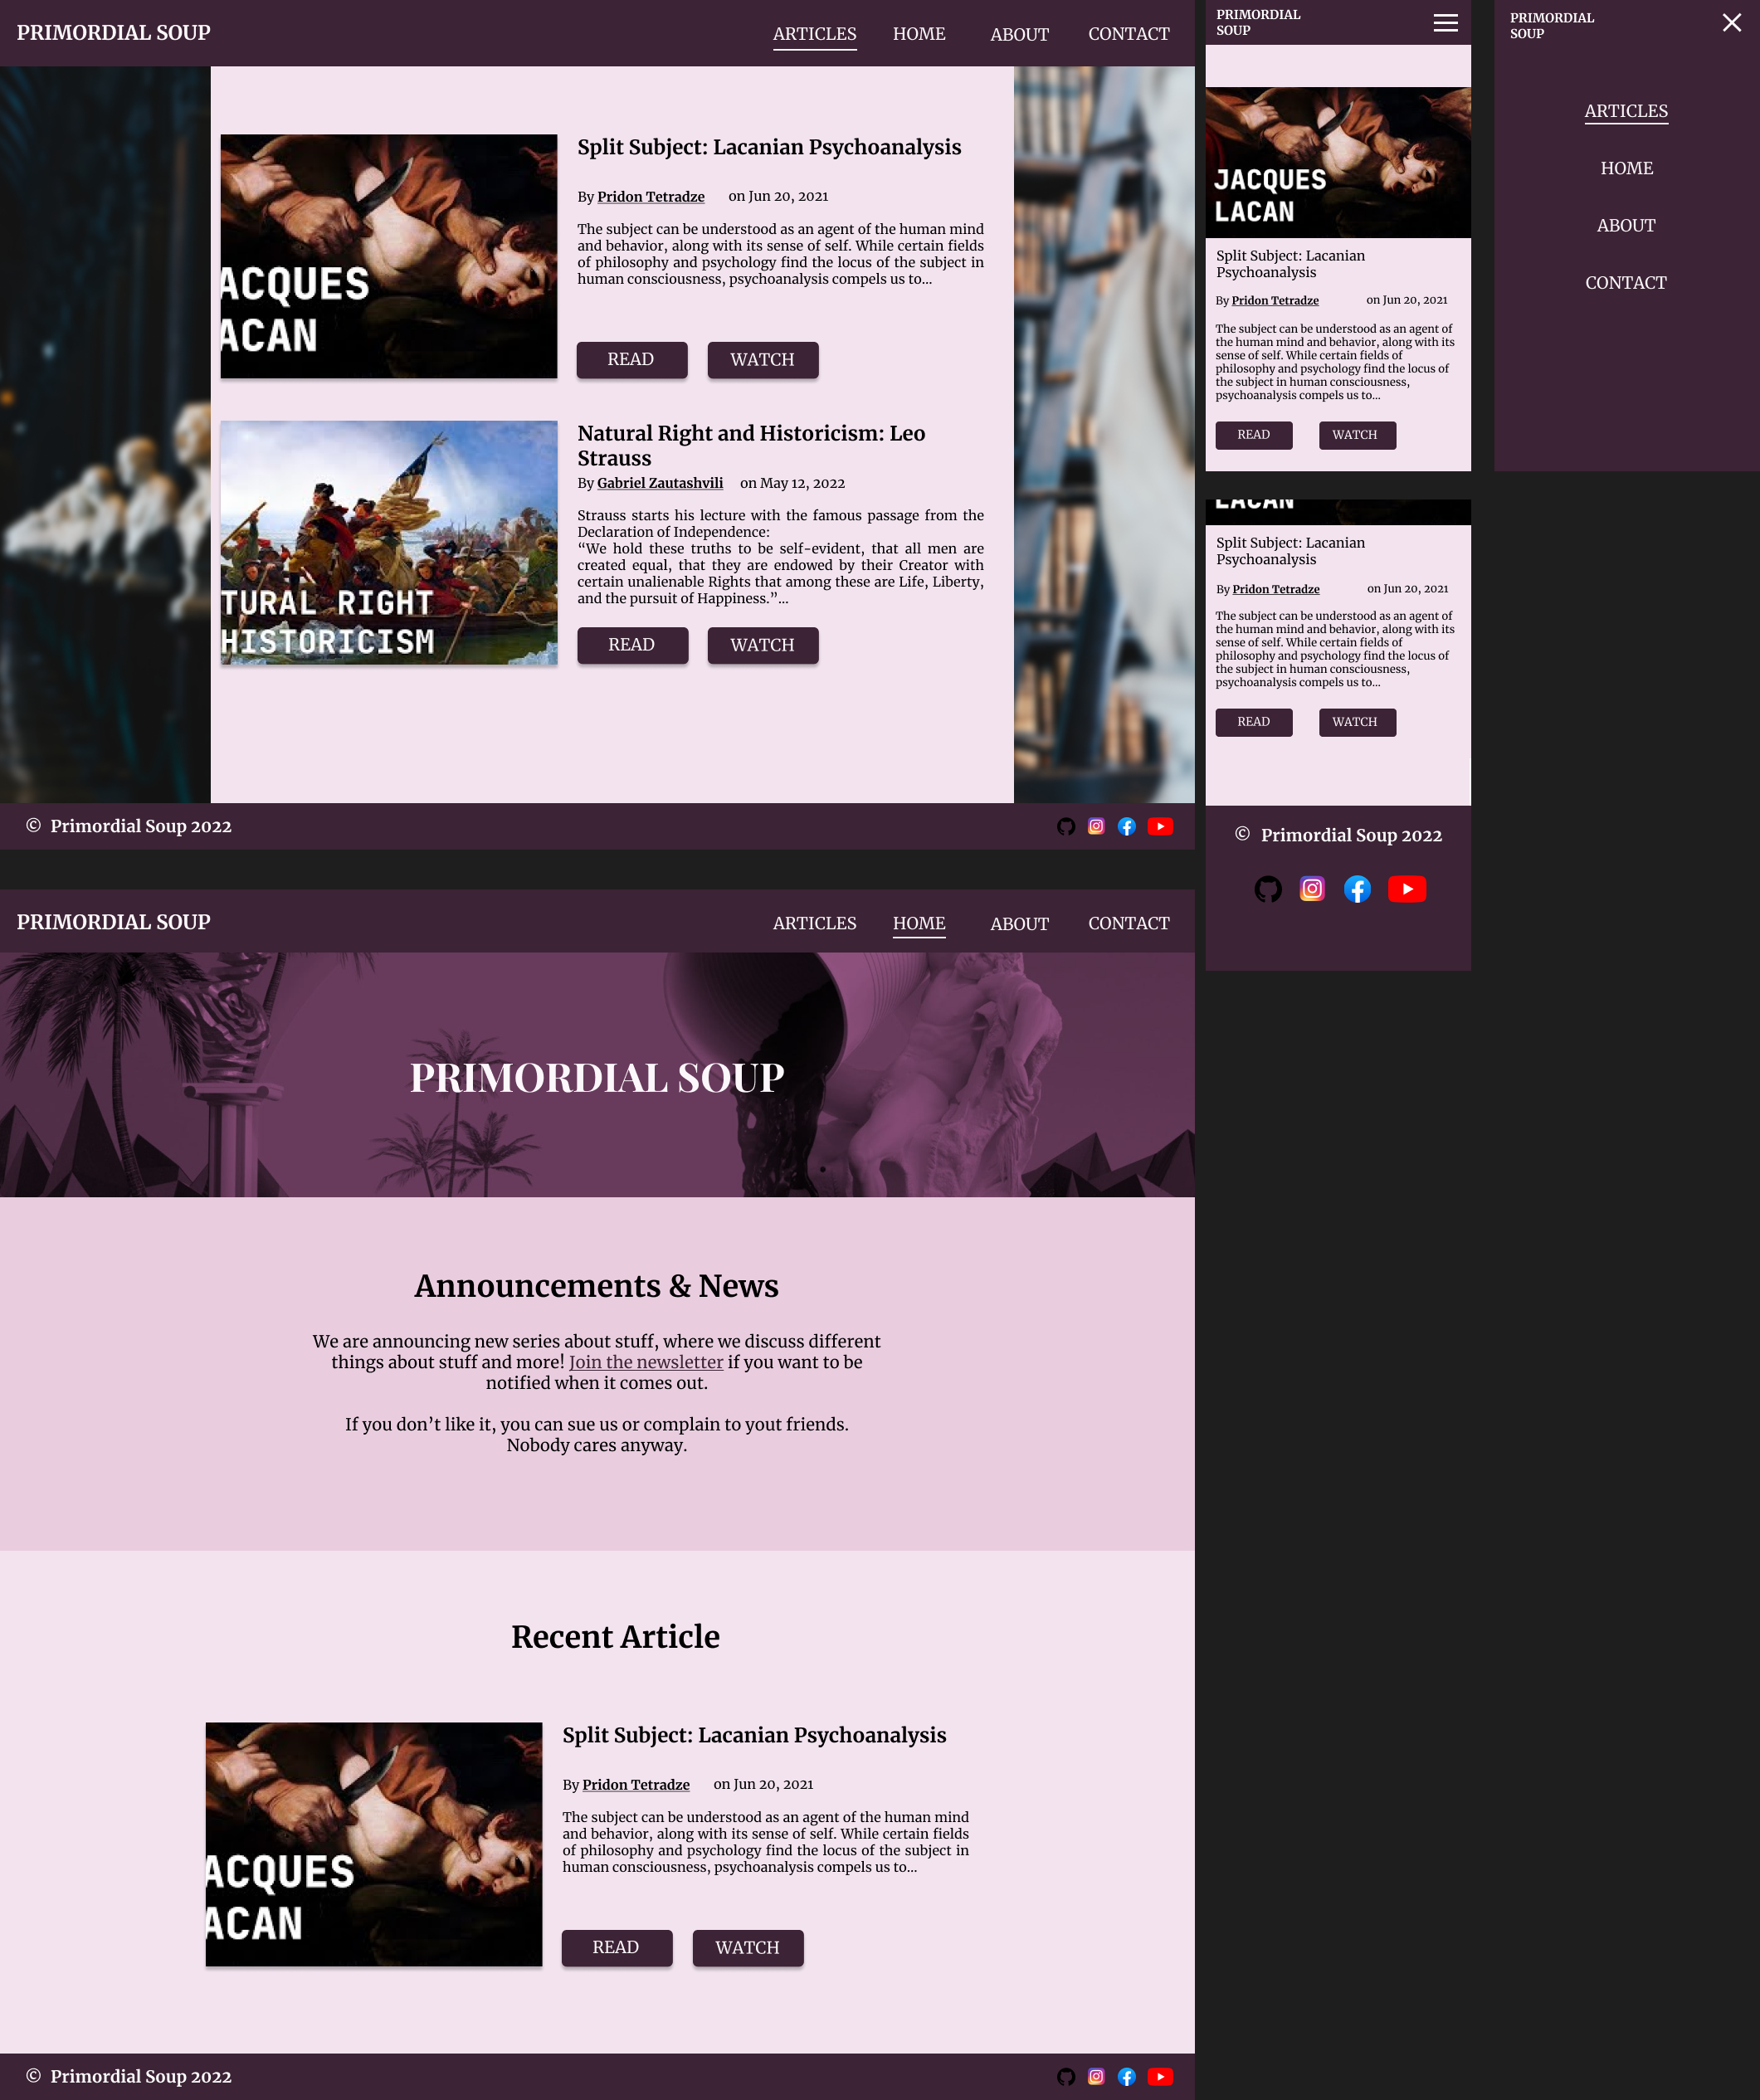 PRIMORDIAL SOUP
ARTICLES HOME ABOUT CONTACT
ACQUES
ACAN
Split Subject: Lacanian Psychoanalysis
By Pridon Tetradze on Jun 20, 2021
The subject can be understood as an agent of the human mind
and behavior, along with its sense of self. While certain fields
of philosophy and psychology find the locus of the subject in
human consciousness, psychoanalysis compels us to...
READ WATCH
TURAL RIGHT
HISTORICISM
Natural Right and Historicism: Leo
Strauss
By Gabriel Zautashvili on May 12, 2022
Strauss starts his lecture with the famous passage from the
Declaration of Independence:
“We hold these truths to be self-evident, that all men are
created equal, that they are endowed by their Creator with
certain unalienable Rights that among these are Life, Liberty,
and the pursuit of Happiness.”...
READ WATCH
© Primordial Soup 2022
PRIMORDIAL
SOUP
JACQUES
LACAN
Split Subject: Lacanian
Psychoanalysis
By Pridon Tetradze on Jun 20, 2021
The subject can be understood as an agent of
the human mind and behavior, along with its
sense of self. While certain fields of
philosophy and psychology find the locus of
the subject in human consciousness,
psychoanalysis compels us to...
READ WATCH
PRIMORDIAL
SOUP
ARTICLES
HOME
ABOUT
CONTACT
LACAN
Split Subject: Lacanian
Psychoanalysis
By Pridon Tetradze on Jun 20, 2021
The subject can be understood as an agent of
the human mind and behavior, along with its
sense of self. While certain fields of
philosophy and psychology find the locus of
the subject in human consciousness,
psychoanalysis compels us to...
READ WATCH
© Primordial Soup 2022
PRIMORDIAL SOUP
ARTICLES HOME ABOUT CONTACT
PRIMORDIAL SOUP
Announcements & News
We are announcing new series about stuff, where we discuss different
things about stuff and more! Join the newsletter if you want to be
notified when it comes out.
If you don’t like it, you can sue us or complain to yout friends.
Nobody cares anyway.
Recent Article
ACQUES
ACAN
Split Subject: Lacanian Psychoanalysis
By Pridon Tetradze on Jun 20, 2021
The subject can be understood as an agent of the human mind
and behavior, along with its sense of self. While certain fields
of philosophy and psychology find the locus of the subject in
human consciousness, psychoanalysis compels us to...
READ WATCH
© Primordial Soup 2022